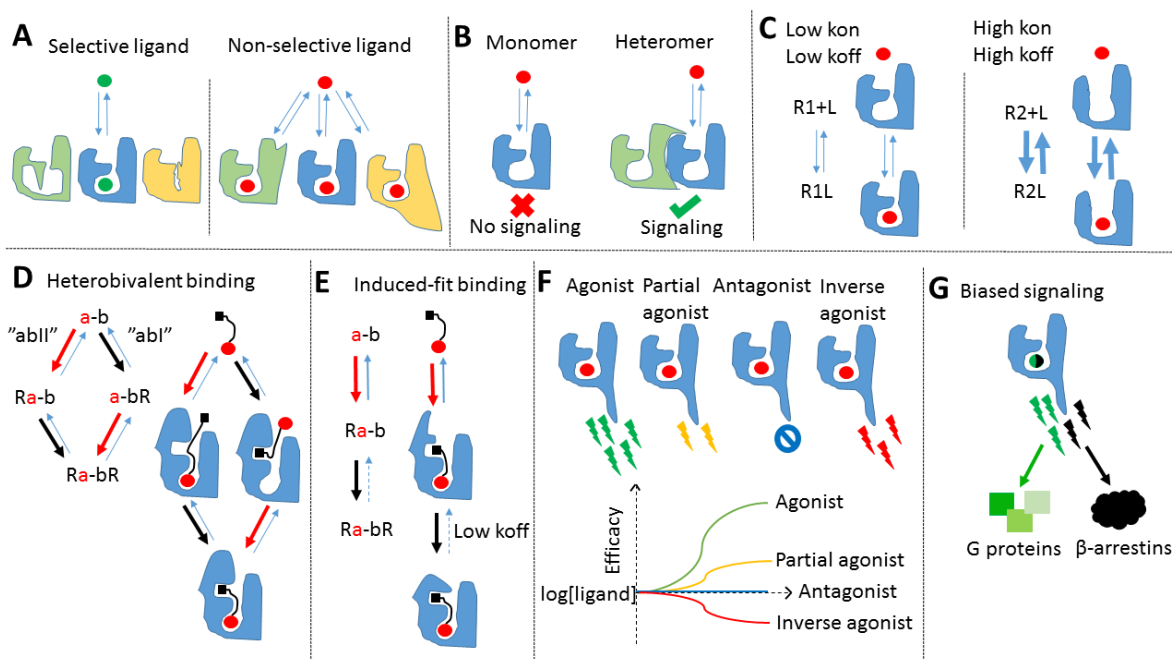 A
Selective ligand
Non-selective ligand
B
Monomer
Heteromer
No signaling
Signaling
C
Low kon
Low koff
High kon
High koff
R1+L
R1L
R2+L
R2L
D
Heterobivalent binding
a-b
”abII”
”abI”
Ra-b
a-bR
Ra-bR
E
Induced-fit binding
a-b
Ra-b
Ra-bR
Low koff
F
Agonist
Partial
agonist
Antagonist
Inverse
agonist
Efficacy
log[ligand]
Agonist
Partial agonist
Antagonist
Inverse agonist
G
Biased signaling
G proteins
β-arrestins